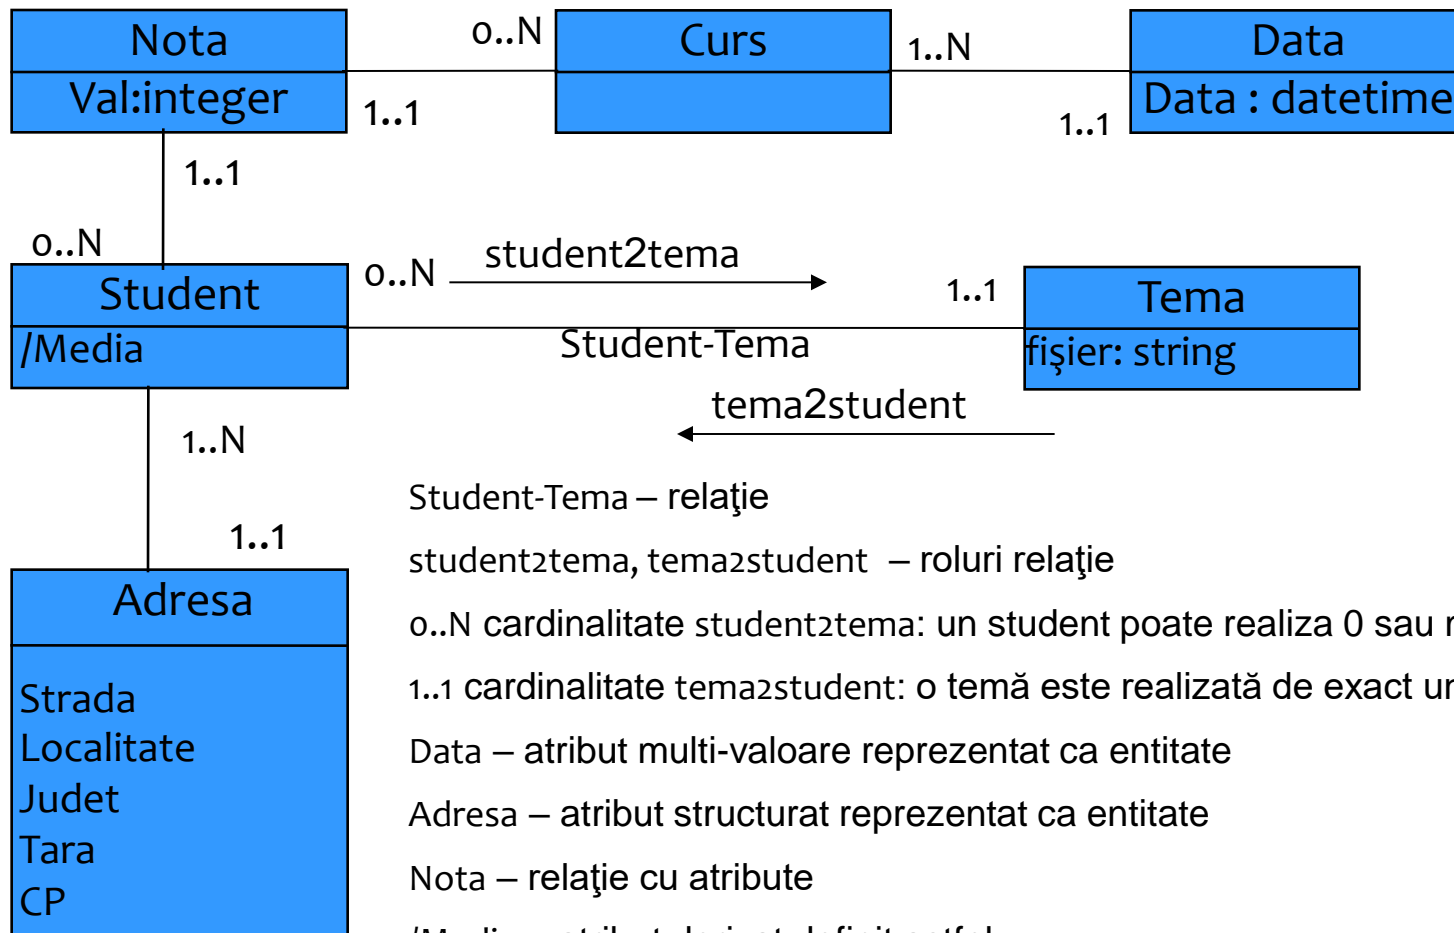 Nota
0..N
Curs
1..N
Data
Val:integer
1..1
1..1
Data : datetime
1..1
0..N
Student
0..N
student2tema
1..1
Tema
/Media
Student-Tema
fişier: string
tema2student
1..N
1..1
Adresa
Strada
Localitate
Judet
Tara
CP
Student-Tema – relaţie
student2tema, tema2student – roluri relaţie
0..N cardinalitate student2tema: un student poate realiza 0 sau
1..1 cardinalitate tema2student: o temă este realizată de exact
Data – atribut multi-valoare reprezentat ca entitate
Adresa – atribut structurat reprezentat ca entitate
Nota – relaţie cu atribute